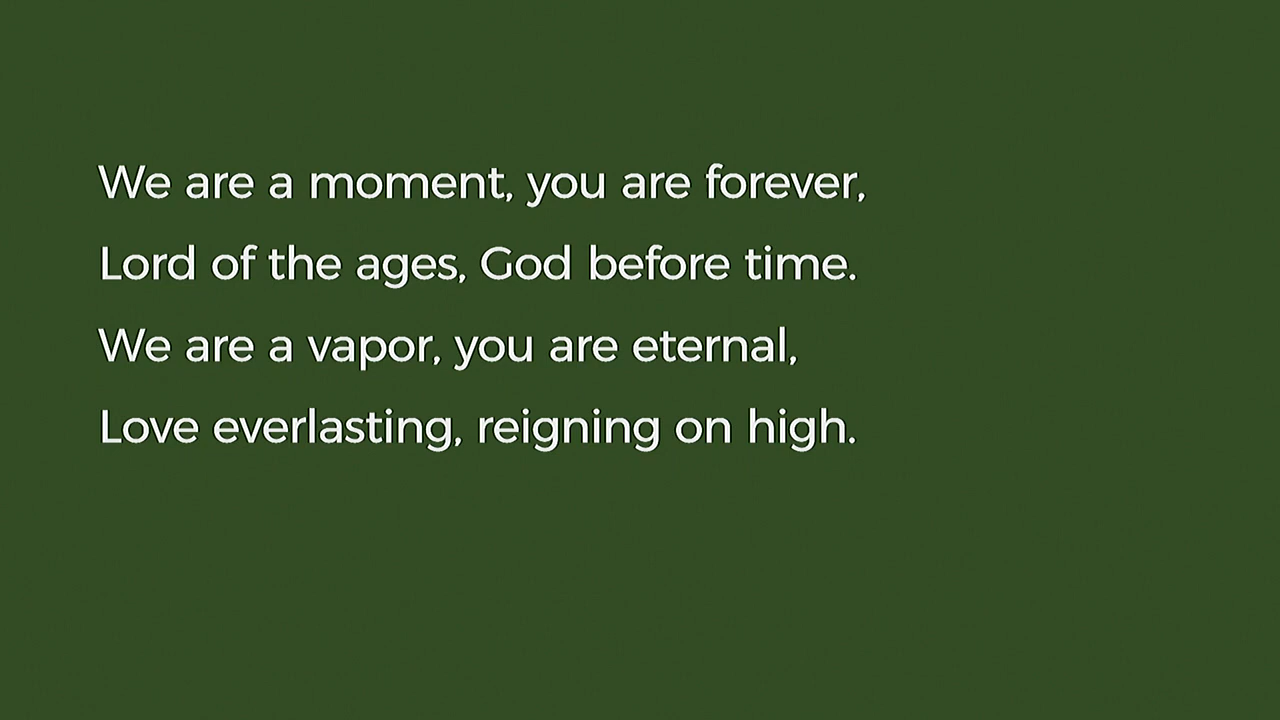 We are a moment, you are forever,
Lord of the ages, God before time.
We are a vapor, you are eternal,
Love everlasting, reigning on high.